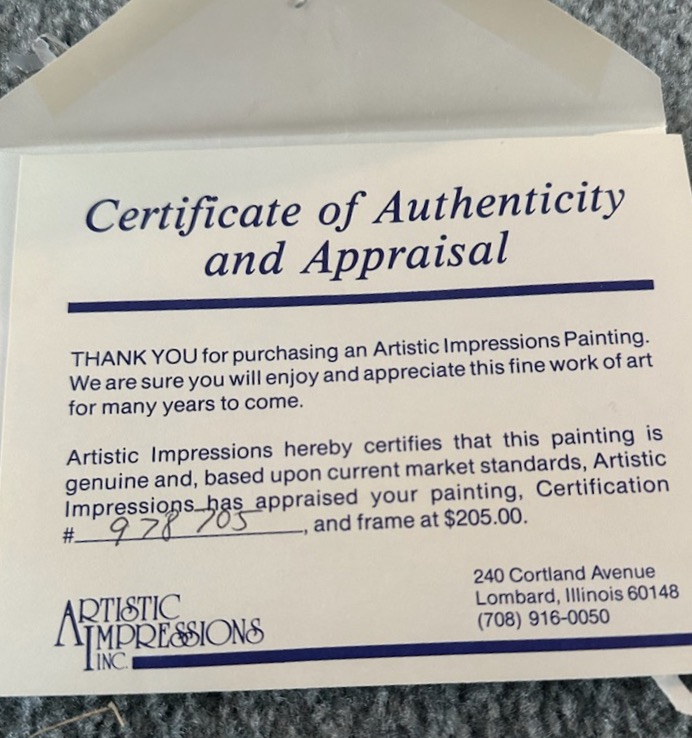 Certificate of Authenticity
and Appraisal
THANK YOU for purchasing an Artistic Impressions Painting.
We are sure you will enjoy and appreciate this fine work of art
for many years to come.
Artistic Impressions hereby certifies that this painting is
genuine and, based upon current market standards, Artistic
Impressions has appraised your painting, Certification
# 978705, and frame at $205.00.
240 Cortland Avenue
Lombard, Illinois 60148
(708) 916-0050
ARTISTIC
IMPRESSIONS
INC.